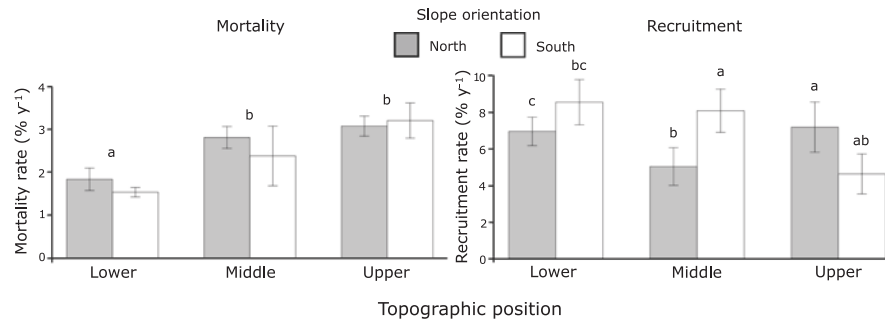 Slope orientation
Mortality
North
South
Recruitment
Mortality rate (% y⁻¹)
4
3
2
1
0
a
b
b
Lower
Middle
Upper
Recruitment rate (% y⁻¹)
10
8
6
4
2
0
c
bc
b
a
a
ab
Lower
Middle
Upper
Topographic position